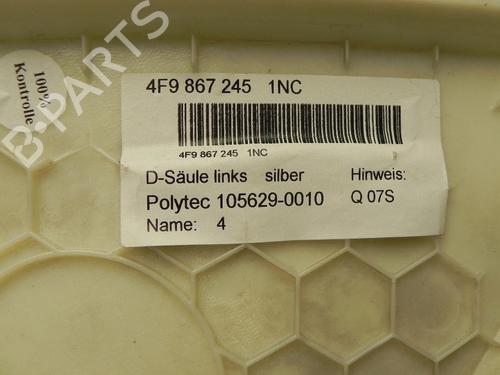 100%
Kontrolle
B-PARTS
4F9 867 245 1NC
4F9 867 245 1NC
D-Säule links silber Hinweis:
Polytec 105629-0010 Q 07S
Name: 4